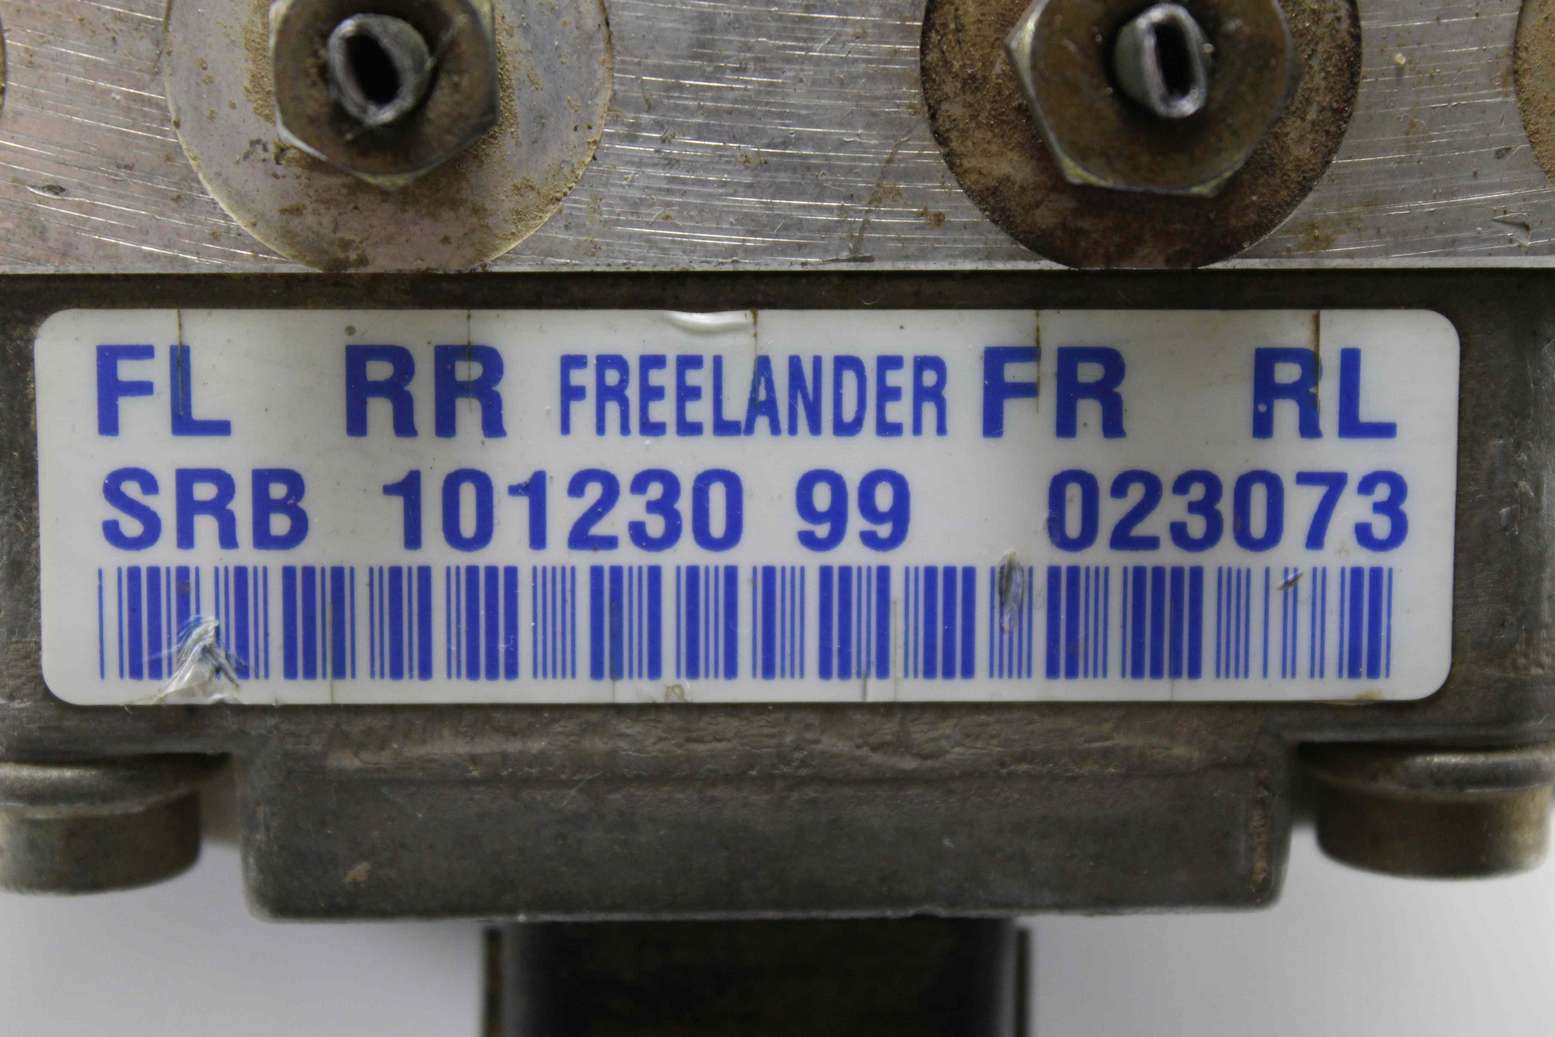 FL RR FREELANDER FR RL
SRB 101230 99 023073